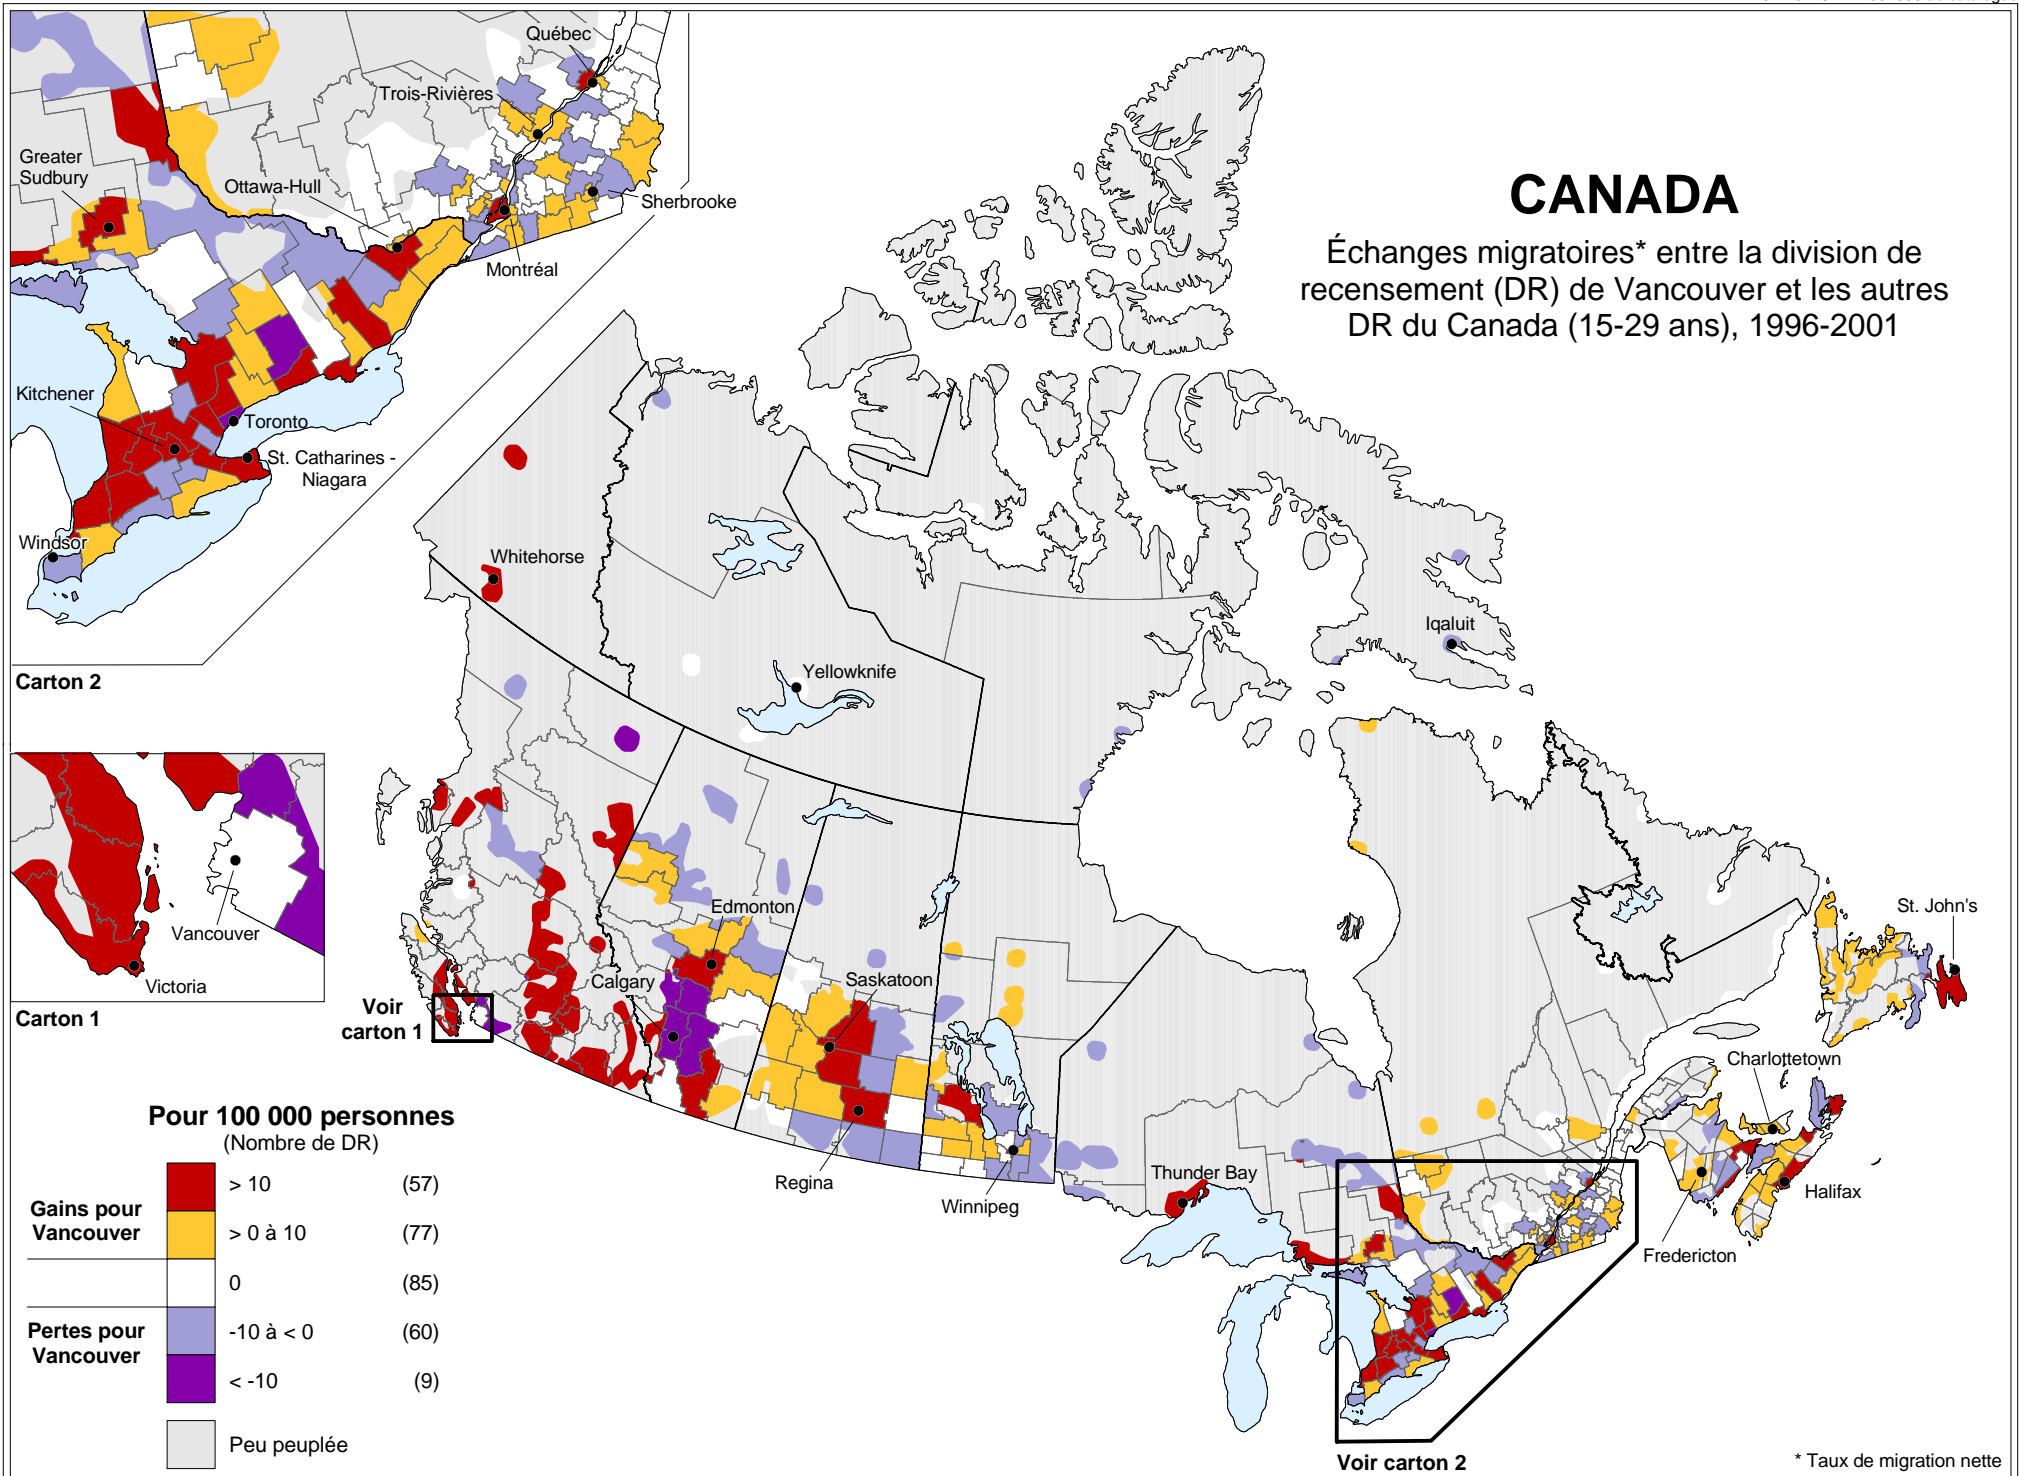 CANADA
Échanges migratoires* entre la division de
recensement (DR) de Vancouver et les autres
DR du Canada (15-29 ans), 1996-2001
Québec
Trois-Rivières
Greater
Sudbury
Ottawa-Hull
Sherbrooke
Montréal
Kitchener
Toronto
St. Catharines -
Niagara
Windsor
Carton 2
Vancouver
Victoria
Carton 1
Whitehorse
Yellowknife
Iqaluit
Edmonton
Calgary
Saskatoon
Voir
carton 1
Regina
Winnipeg
Thunder Bay
St. John's
Charlottetown
Halifax
Fredericton
Pour 100 000 personnes
(Nombre de DR)
Gains pour
Vancouver
> 10 (57)
> 0 à 10 (77)
0 (85)
Pertes pour
Vancouver
-10 à < 0 (60)
< -10 (9)
Peu peuplée
Voir carton 2
* Taux de migration nette